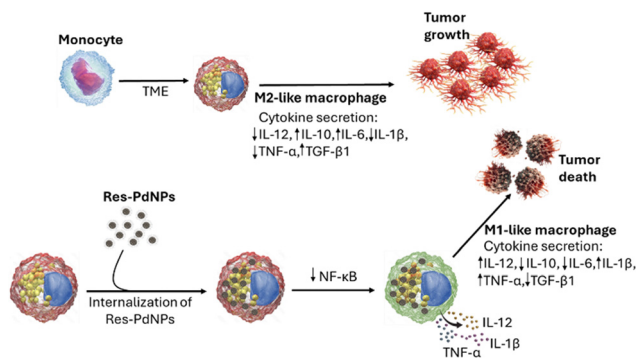 Monocyte
TME
M2-like macrophage
Cytokine secretion:
↓IL-12,↑IL-10,↑IL-6,↓IL-1β,
↓TNF-α,↑TGF-β1
Tumor
growth
Res-PdNPs
Internalization of
Res-PdNPs
↓ NF-κB
Tumor
death
M1-like macrophage
Cytokine secretion:
↑IL-12,↓IL-10,↓IL-6,↑IL-1β,
↑TNF-α,↓TGF-β1
IL-12
IL-1β
TNF-α